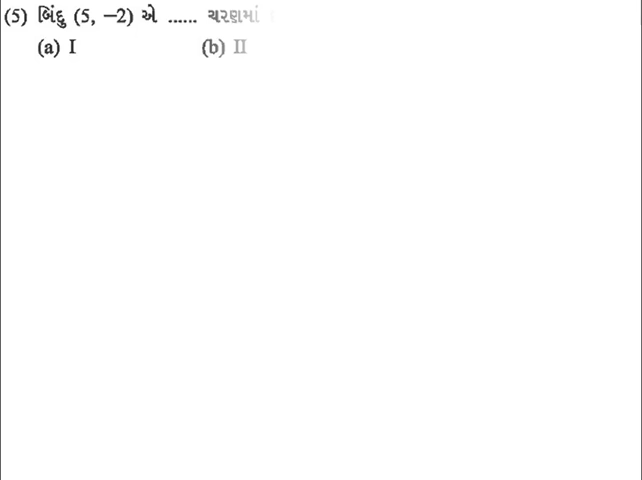 (5) બિંદુ (5, −2) એ ...... ચરણમાં
(a) I (b) II